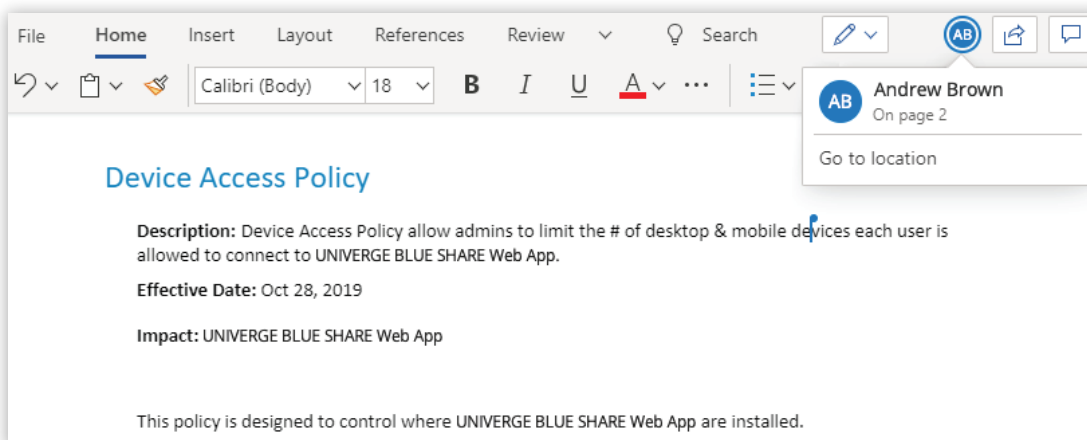 File Home Insert Layout References Review Search AB
Calibri (Body) 18 B I U A ...
AB Andrew Brown
On page 2
Go to location
Device Access Policy
Description: Device Access Policy allow admins to limit the # of desktop & mobile devices each user is
allowed to connect to UNIVERGE BLUE SHARE Web App.
Effective Date: Oct 28, 2019
Impact: UNIVERGE BLUE SHARE Web App
This policy is designed to control where UNIVERGE BLUE SHARE Web App are installed.